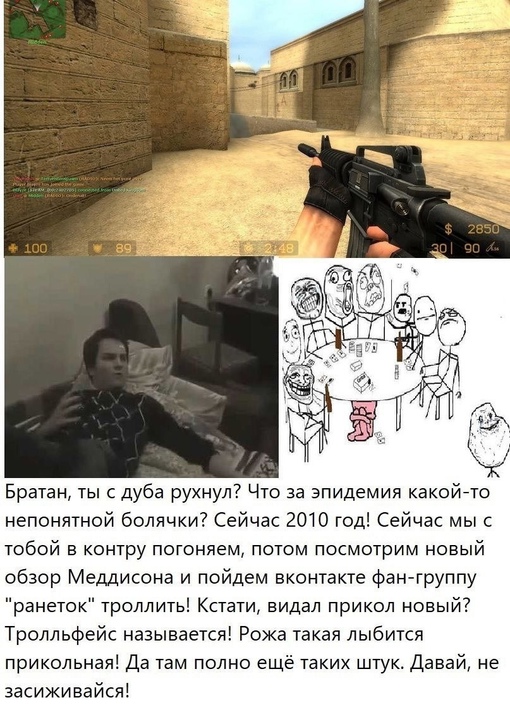 $ 2850
100
89
2:48
30| 90
Братан, ты с дуба рухнул? Что за эпидемия какой-то
непонятной болячки? Сейчас 2010 год! Сейчас мы с
тобой в контру погоняем, потом посмотрим новый
обзор Меддисона и пойдем вконтакте фан-группу
"ранеток" троллить! Кстати, видал прикол новый?
Троллфейс называется! Рожа такая лыбится
прикольная! Да там полно ещё таких штук. Давай, не
засиживайся!